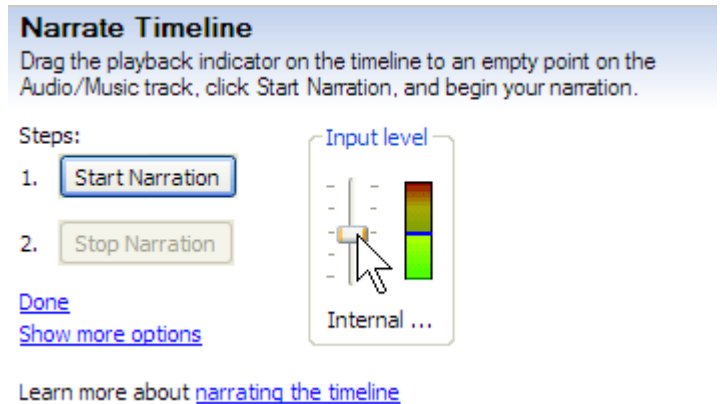 Narrate Timeline
Drag the playback indicator on the timeline to an empty point on the
Audio/Music track, click Start Narration, and begin your narration.
Steps:
Input level
1. Start Narration
2. Stop Narration
Done
Internal ...
Show more options
Learn more about narrating the timeline